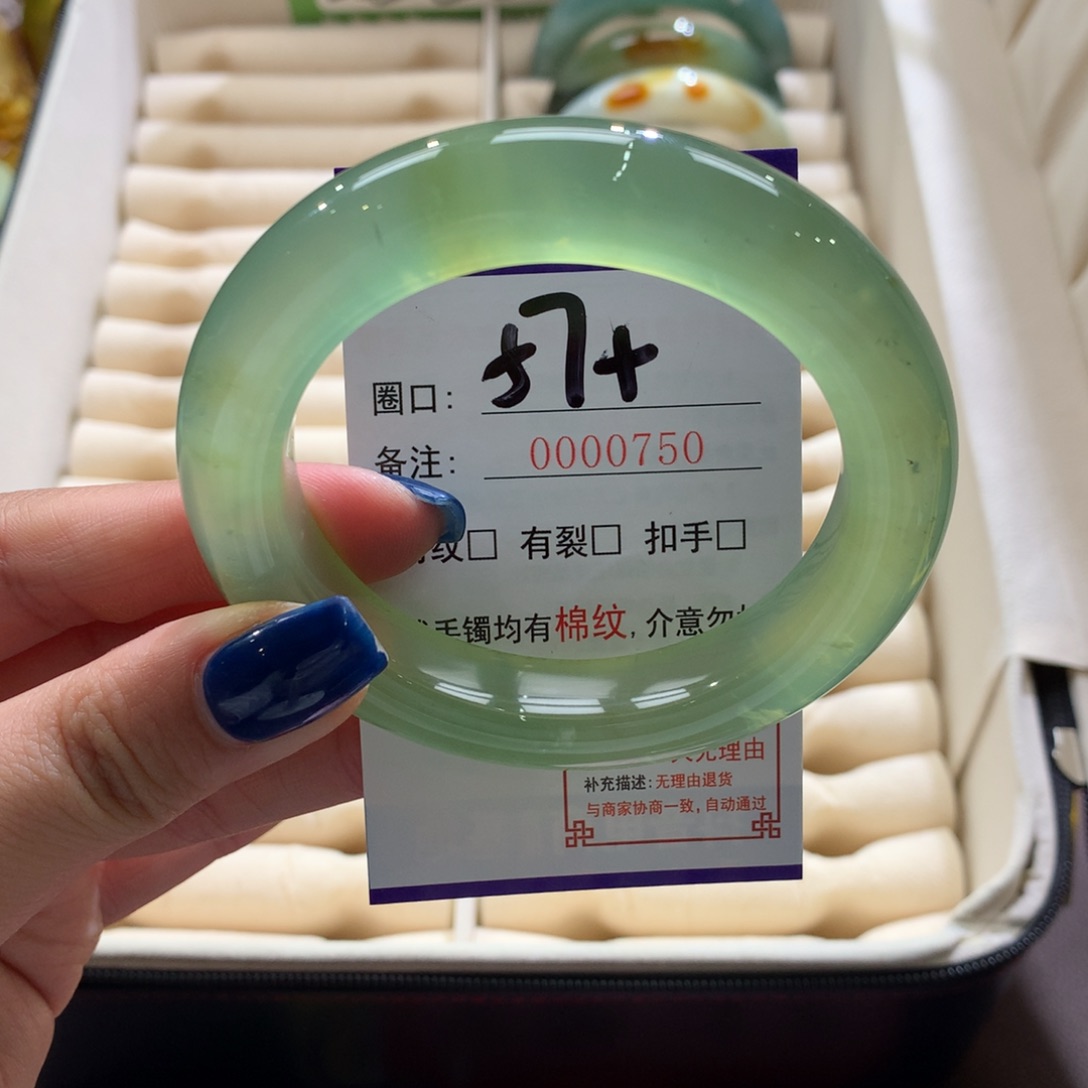 圈口: 57+
备注: 0000750
纹□ 有裂□ 扣手□
手镯均有棉纹, 介意勿
无理由
补充描述: 无理由退货
与商家协商一致, 自动通过